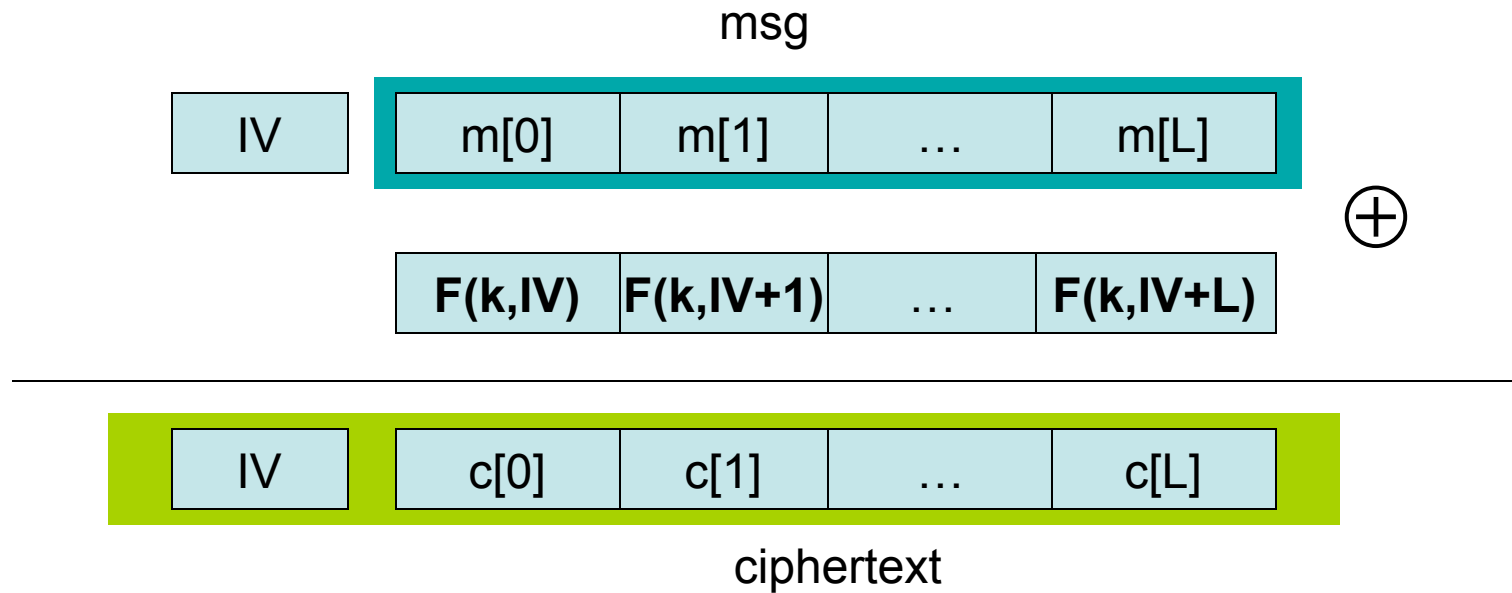 msg
IV m[0] m[1] … m[L]
⊕
F(k,IV) F(k,IV+1) … F(k,IV+L)
IV c[0] c[1] … c[L]
ciphertext